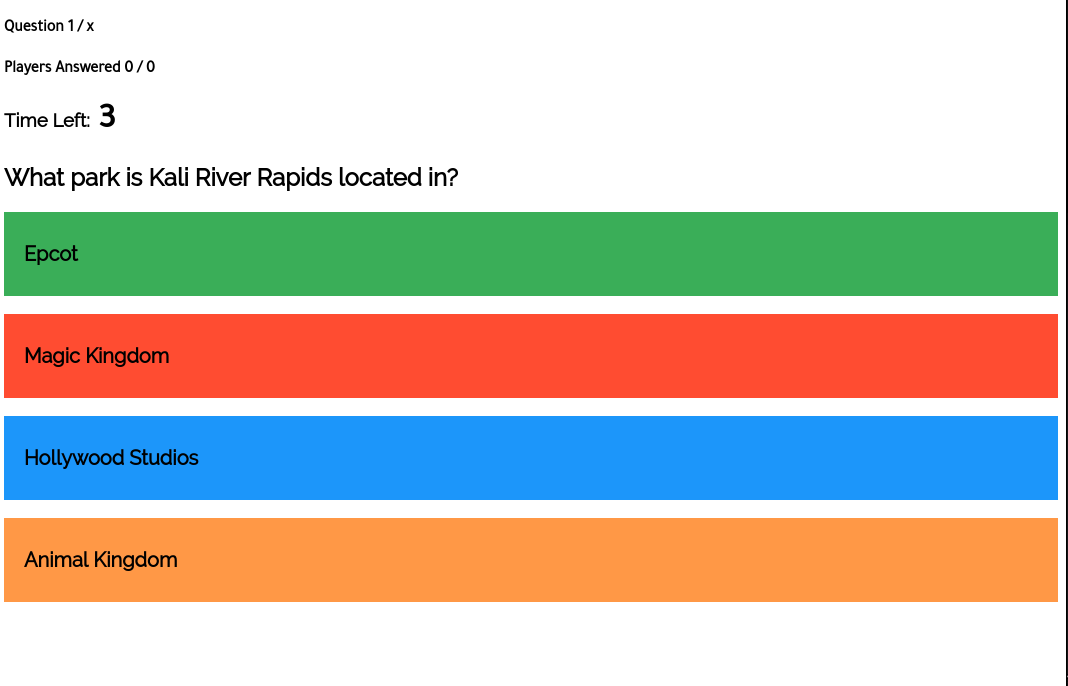 Question 1 / x
Players Answered 0 / 0
Time Left: 3
What park is Kali River Rapids located in?
Epcot
Magic Kingdom
Hollywood Studios
Animal Kingdom